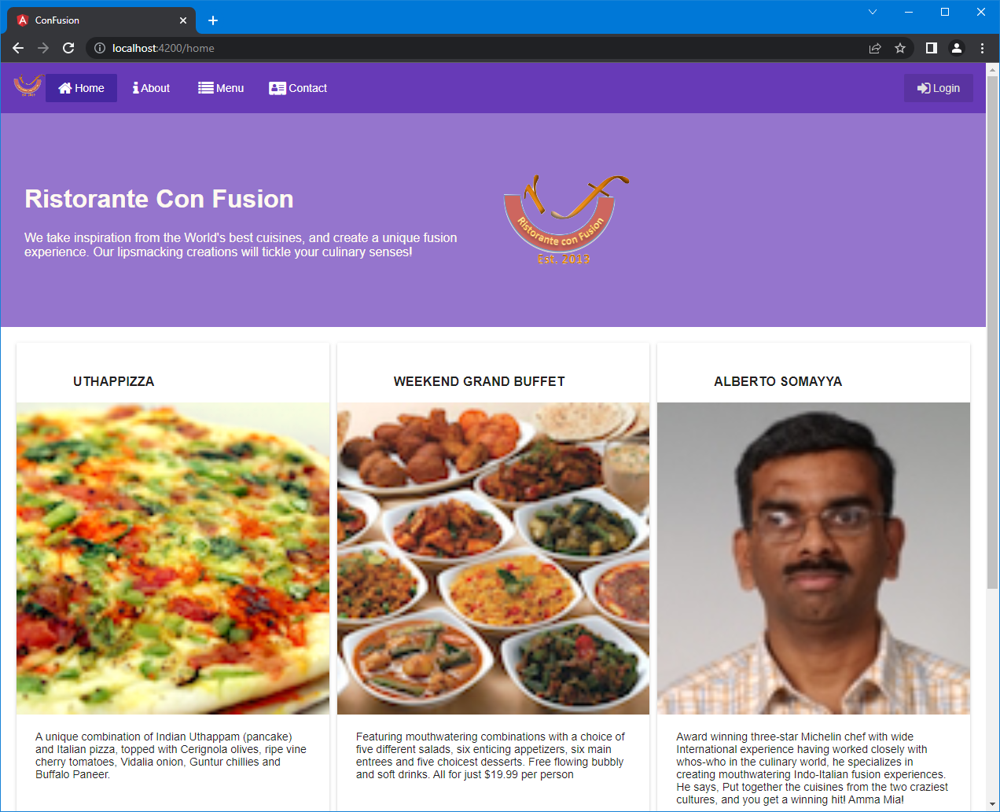 ConFusion
localhost:4200/home
Home
About
Menu
Contact
Login
Ristorante Con Fusion
We take inspiration from the World's best cuisines, and create a unique fusion
experience. Our lipsmacking creations will tickle your culinary senses!
Ristorante con Fusion
Est. 2013
UTHAPPIZZA
A unique combination of Indian Uthappam (pancake)
and Italian pizza, topped with Cerignola olives, ripe vine
cherry tomatoes, Vidalia onion, Guntur chillies and
Buffalo Paneer.
WEEKEND GRAND BUFFET
Featuring mouthwatering combinations with a choice of
five different salads, six enticing appetizers, six main
entrees and five choicest desserts. Free flowing bubbly
and soft drinks. All for just $19.99 per person
ALBERTO SOMAYYA
Award winning three-star Michelin chef with wide
International experience having worked closely with
whos-who in the culinary world, he specializes in
creating mouthwatering Indo-Italian fusion experiences.
He says, Put together the cuisines from the two craziest
cultures, and you get a winning hit! Amma Mia!